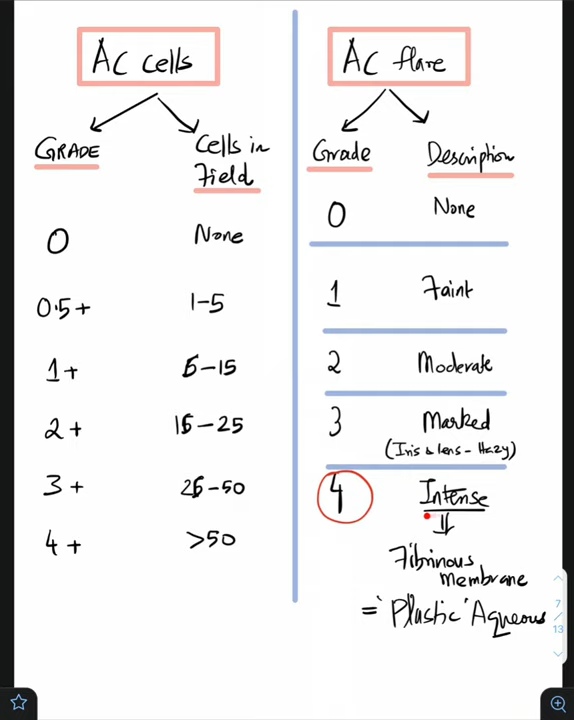 AC cells
GRADE
Cells in
Field
0
None
0.5+
1-5
1+
6-15
2+
16-25
3+
26-50
4+
>50
AC flare
Grade
Description
0
None
1
Faint
2
Moderate
3
Marked
(Iris & lens - Hazy)
4
Intense
Fibrinous
membrane
= 'Plastic' Aqueous
7
/
13